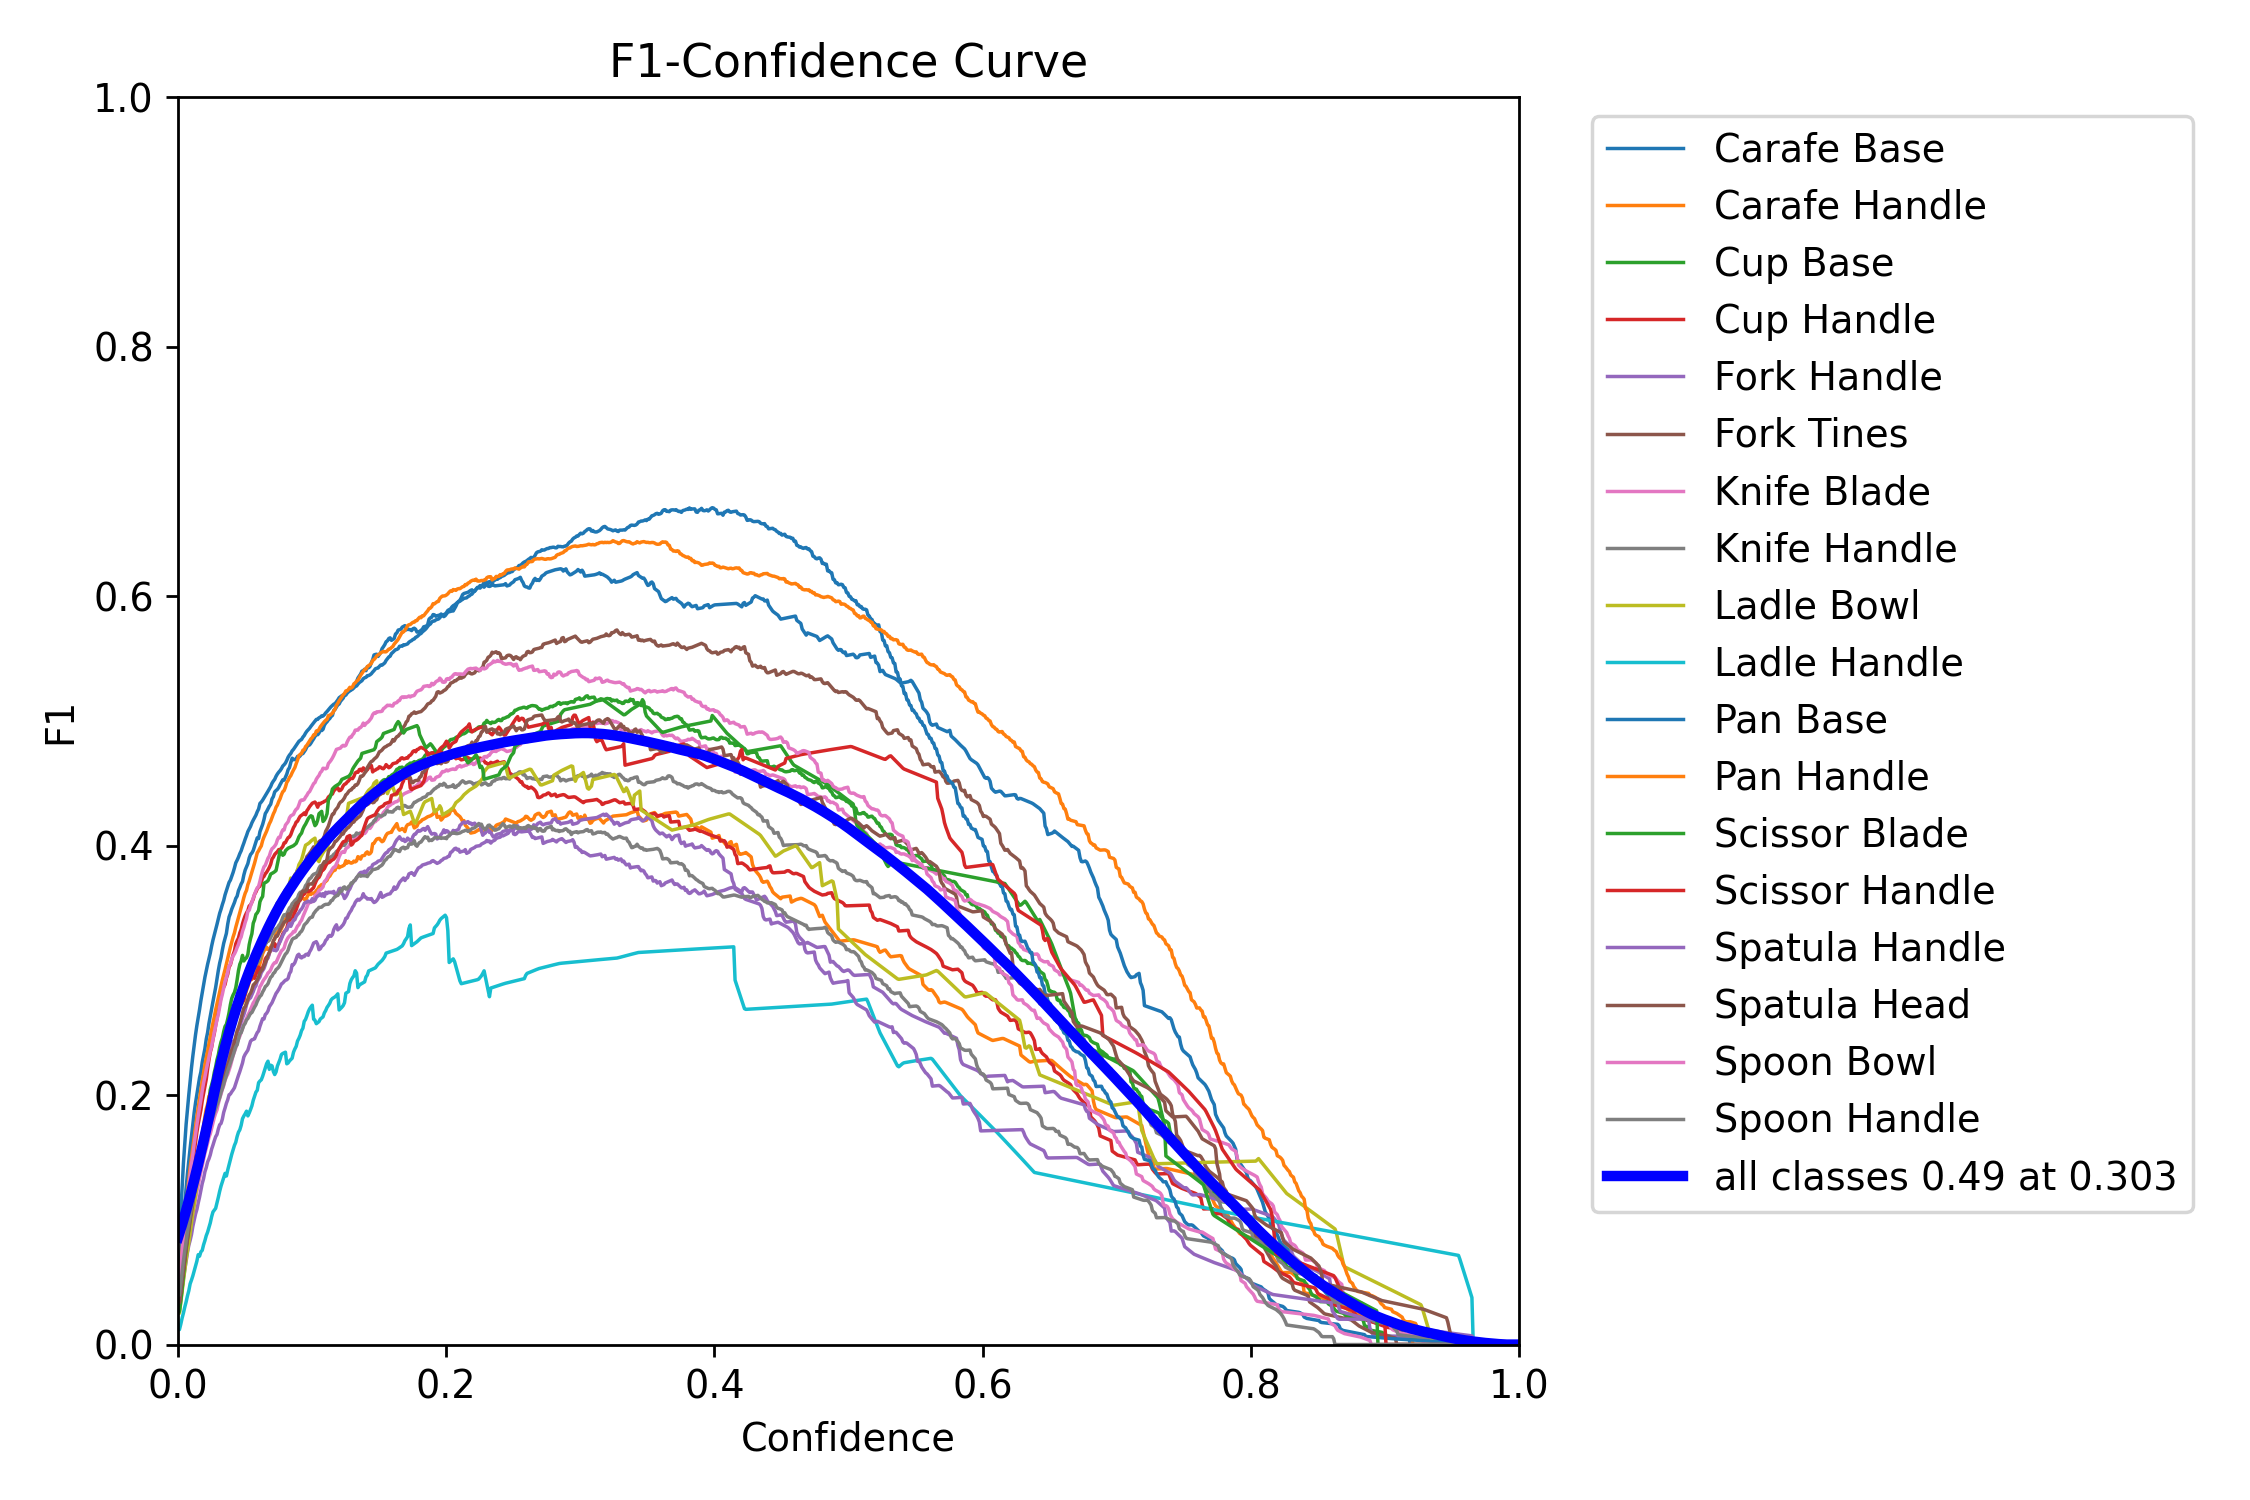 F1-Confidence Curve
1.0
0.8
0.6
0.4
0.2
0.0
F1
0.0 0.2 0.4 0.6 0.8 1.0
Confidence
Carafe Base
Carafe Handle
Cup Base
Cup Handle
Fork Handle
Fork Tines
Knife Blade
Knife Handle
Ladle Bowl
Ladle Handle
Pan Base
Pan Handle
Scissor Blade
Scissor Handle
Spatula Handle
Spatula Head
Spoon Bowl
Spoon Handle
all classes 0.49 at 0.303